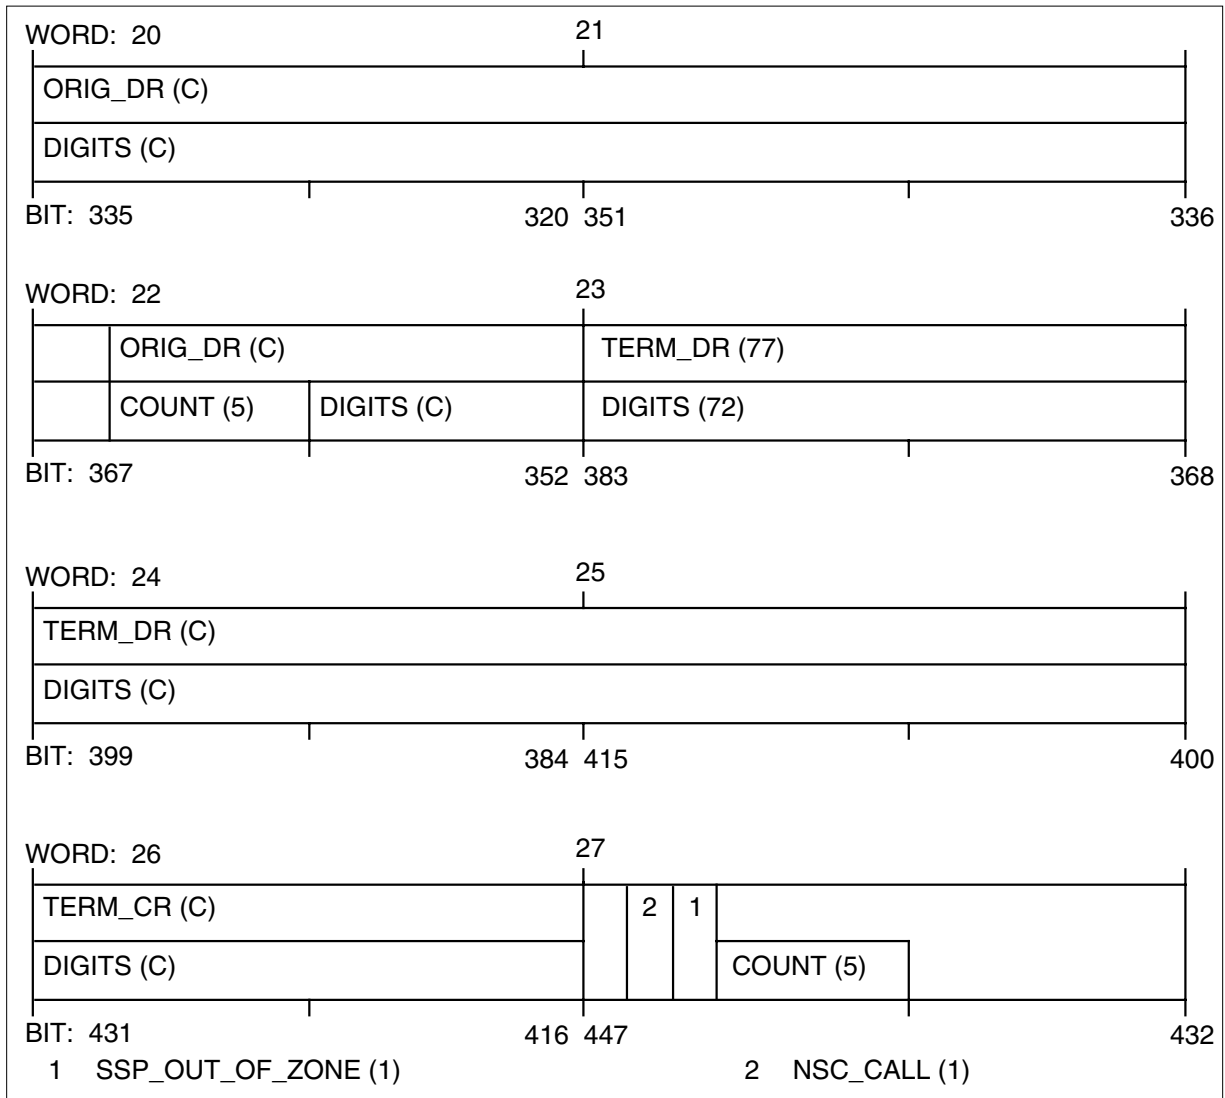 WORD: 20 21
ORIG_DR (C)
DIGITS (C)
BIT: 335 320 351 336
WORD: 22 23
ORIG_DR (C) TERM_DR (77)
COUNT (5) DIGITS (C) DIGITS (72)
BIT: 367 352 383 368
WORD: 24 25
TERM_DR (C)
DIGITS (C)
BIT: 399 384 415 400
WORD: 26 27
TERM_CR (C) 2 1
DIGITS (C) COUNT (5)
BIT: 431 416 447 432
1 SSP_OUT_OF_ZONE (1) 2 NSC_CALL (1)